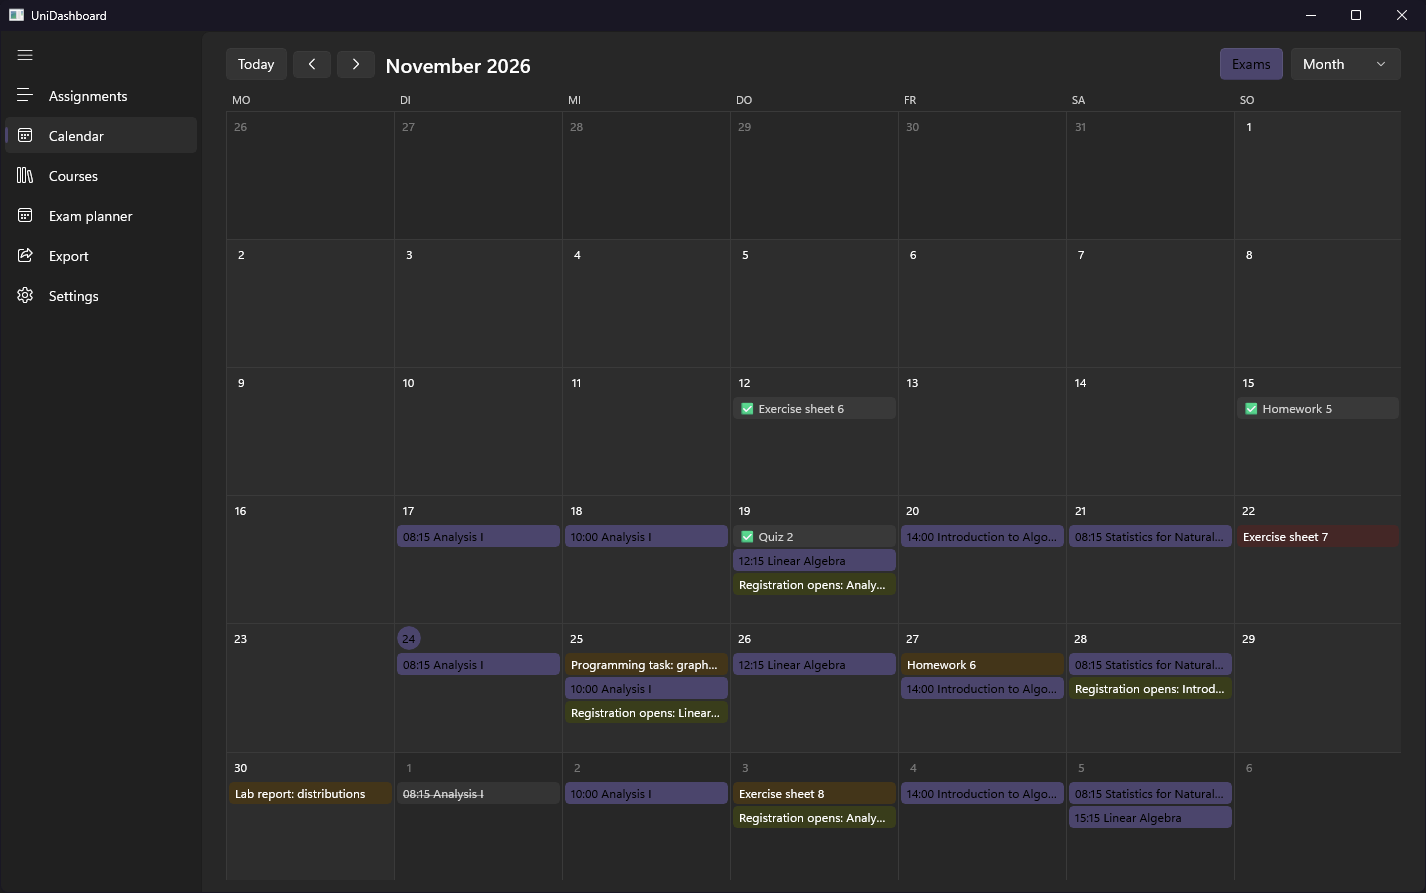 UniDashboard
Assignments
Calendar
Courses
Exam planner
Export
Settings
Today
November 2026
Exams
Month
MO DI MI DO FR SA SO
26 27 28 29 30 31 1
2 3 4 5 6 7 8
9 10 11 12 13 14 15
Exercise sheet 6
Homework 5
16 17 18 19 20 21 22
08:15 Analysis I
10:00 Analysis I
Quiz 2
12:15 Linear Algebra
Registration opens: Analy...
14:00 Introduction to Algo...
08:15 Statistics for Natural...
Exercise sheet 7
23 24 25 26 27 28 29
08:15 Analysis I
Programming task: graph...
10:00 Analysis I
Registration opens: Linear...
12:15 Linear Algebra
Homework 6
14:00 Introduction to Algo...
08:15 Statistics for Natural...
Registration opens: Introd...
30 1 2 3 4 5 6
Lab report: distributions
08:15 Analysis I
10:00 Analysis I
Exercise sheet 8
Registration opens: Analy...
14:00 Introduction to Algo...
08:15 Statistics for Natural...
15:15 Linear Algebra